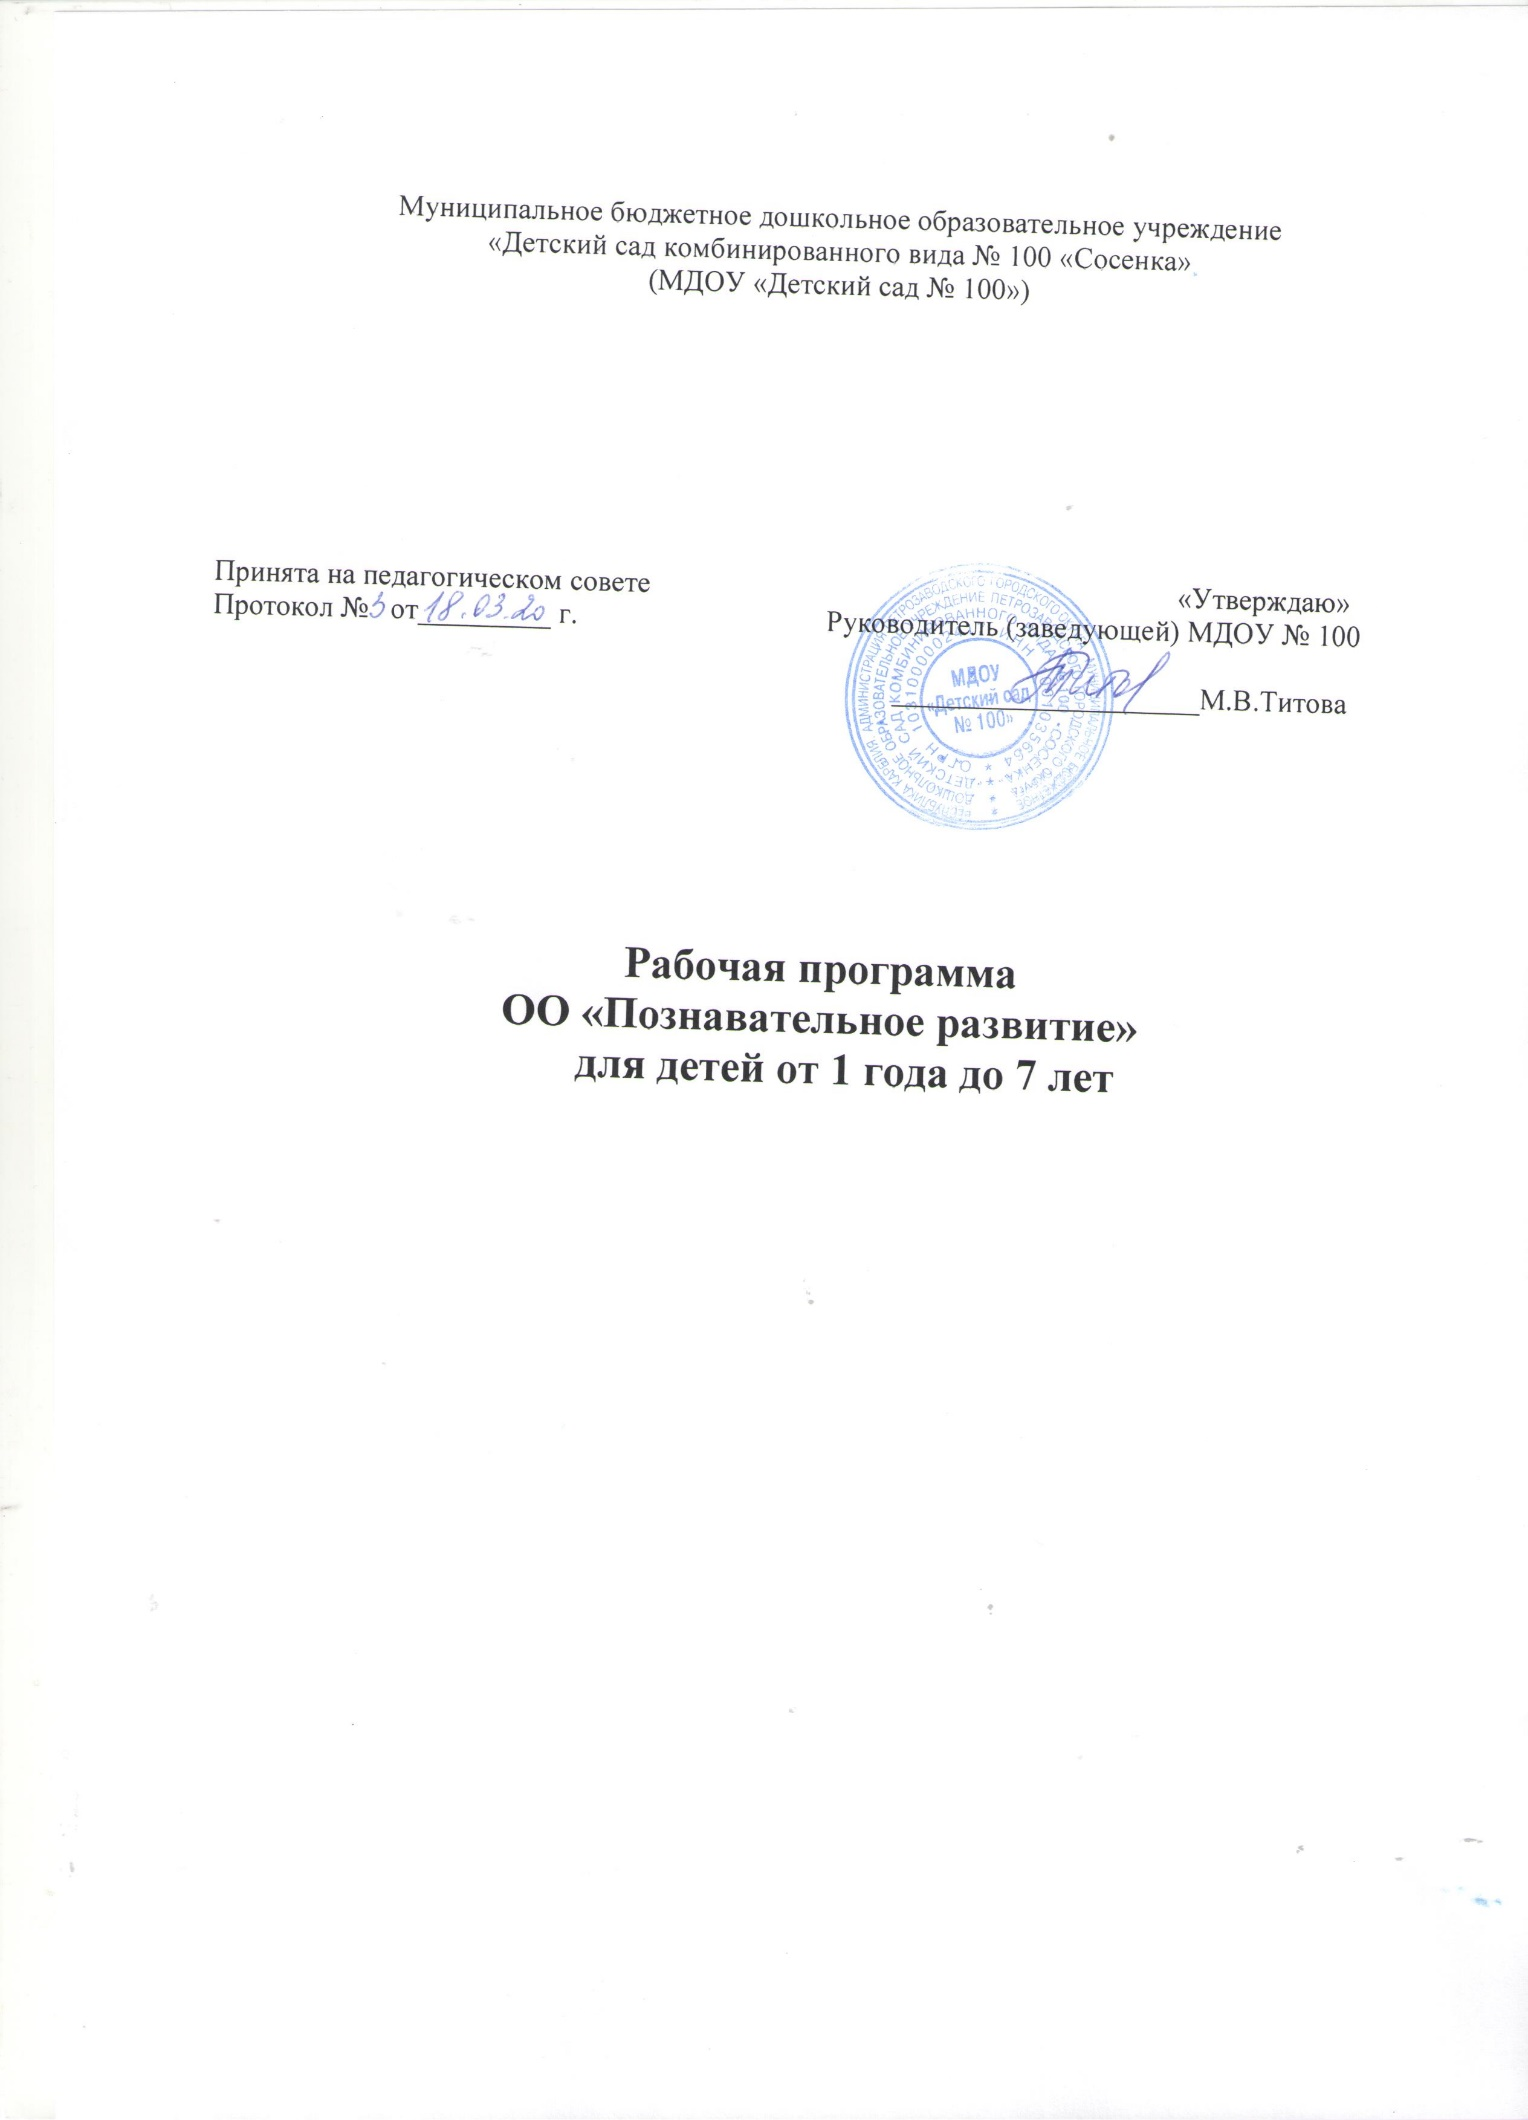 Муниципальное бюджетное дошкольное образовательное учреждение
«Детский сад комбинированного вида № 100 «Сосенка»
(МДОУ «Детский сад № 100»)
Принята на педагогическом совете
Протокол №3 от 18.03.20 г.
«Утверждаю»
Руководитель (заведующей) МДОУ № 100
М.В.Титова
МДОУ
«Детский сад
№ 100»
Рабочая программа
ОО «Познавательное развитие»
для детей от 1 года до 7 лет